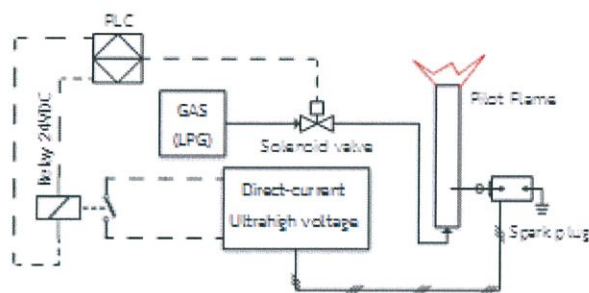 PLC
Relay 24VDC
GAS
(LPG)
Solenoid valve
Pilot Flame
Direct-current
Ultrahigh voltage
Spark plug